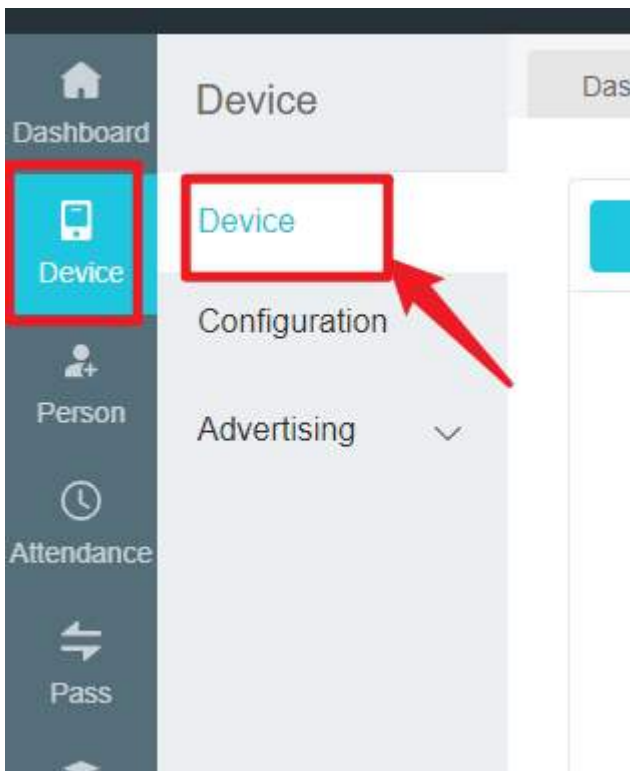 Dashboard
Device
Person
Attendance
Pass
Device
Device
Configuration
Advertising